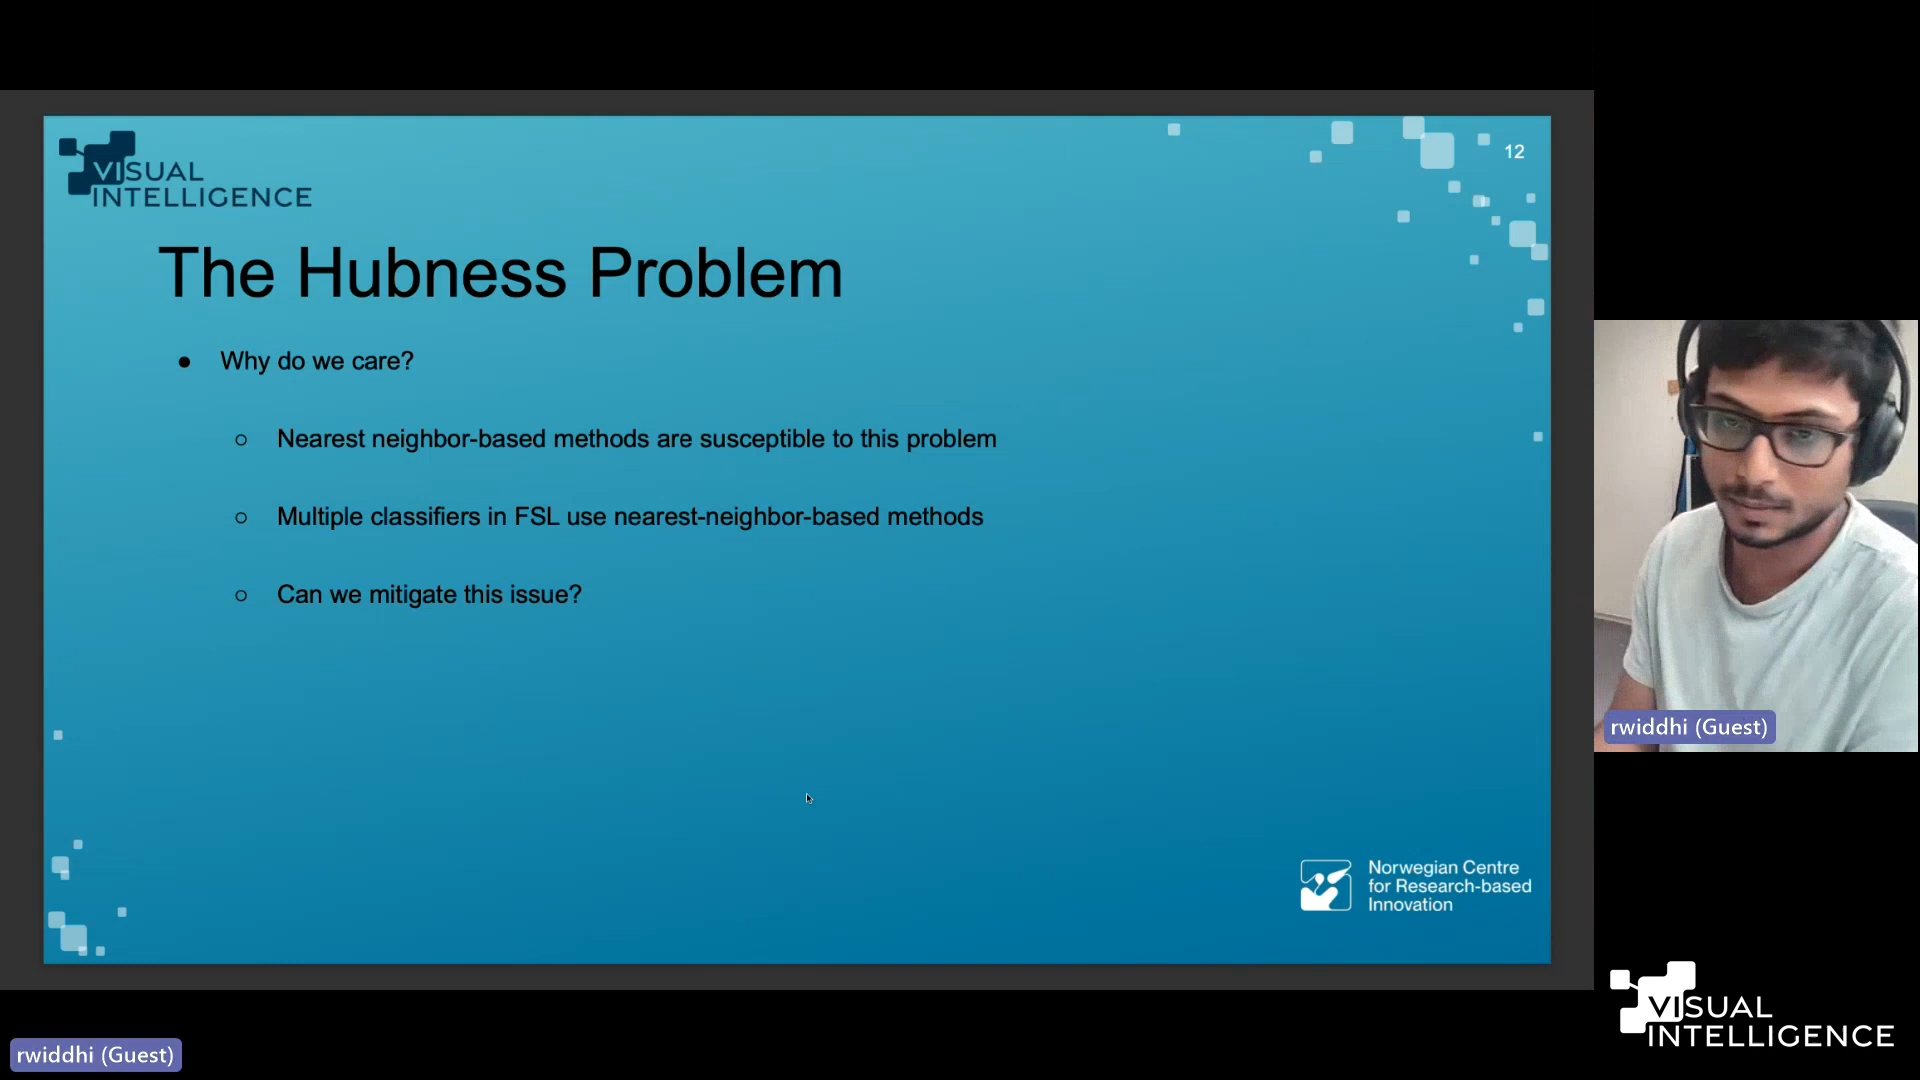 VISUAL
INTELLIGENCE
12
The Hubness Problem
● Why do we care?
○ Nearest neighbor-based methods are susceptible to this problem
○ Multiple classifiers in FSL use nearest-neighbor-based methods
○ Can we mitigate this issue?
Norwegian Centre
for Research-based
Innovation
rwiddhi (Guest)
VISUAL
INTELLIGENCE
rwiddhi (Guest)